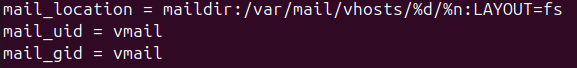 mail_location = maildir:/var/mail/vhosts/%d/%n:LAYOUT=fs
mail_uid = vmail
mail_gid = vmail